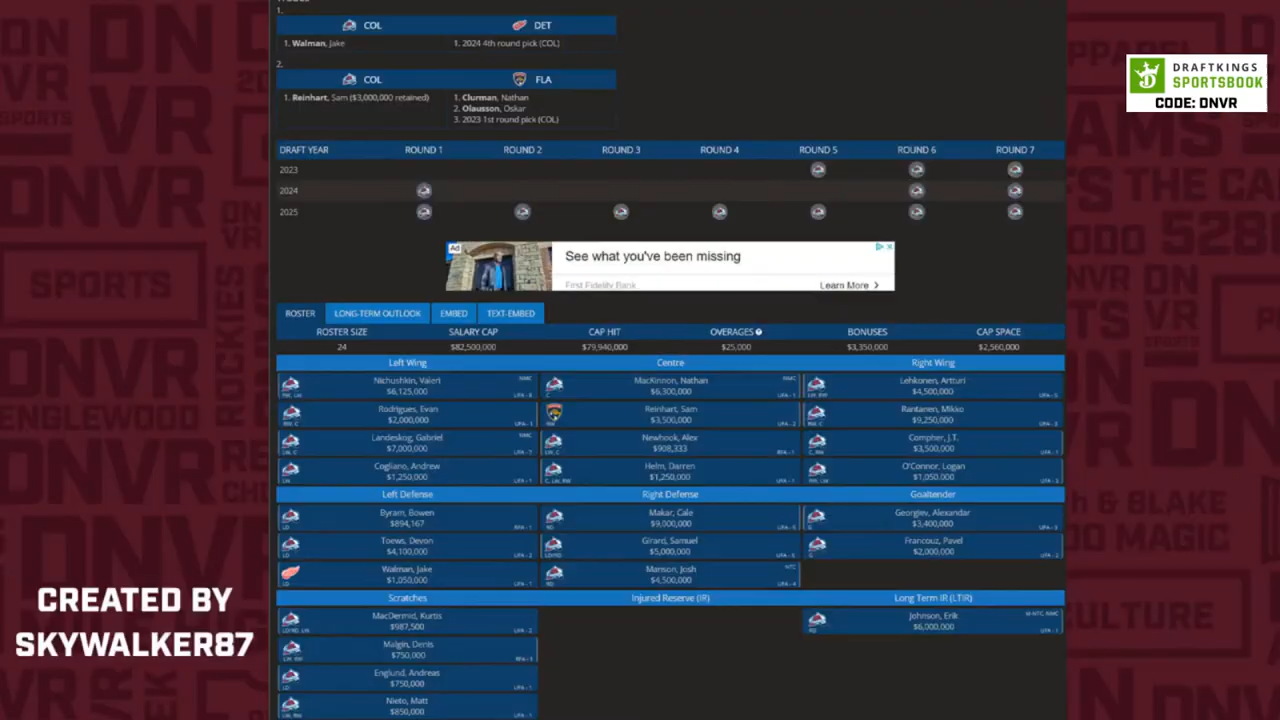 1.
COL DET
1. Walman, Jake 1. 2024 4th round pick (COL)
2.
COL FLA
1. Reinhart, Sam ($3,000,000 retained) 1. Clurman, Nathan
2. Olausson, Oskar
3. 2023 1st round pick (COL)
DRAFT YEAR ROUND 1 ROUND 2 ROUND 3 ROUND 4 ROUND 5 ROUND 6 ROUND 7
2023
2024
2025
Ad
See what you've been missing
First Fidelity Bank
Learn More
ROSTER LONG-TERM OUTLOOK EMBED TEXT-EMBED
ROSTER SIZE SALARY CAP CAP HIT OVERAGES BONUSES CAP SPACE
24 $82,500,000 $79,940,000 $25,000 $3,350,000 $2,560,000
Left Wing Centre Right Wing
Nichushkin, Valeri MacKinnon, Nathan Lehkonen, Artturi
$6,125,000 $6,300,000 $4,500,000
Rodrigues, Evan Reinhart, Sam Rantanen, Mikko
$2,000,000 $3,500,000 $9,250,000
Landeskog, Gabriel Newhook, Alex Compher, J.T.
$7,000,000 $908,333 $3,500,000
Cogliano, Andrew Helm, Darren O'Connor, Logan
$1,250,000 $1,250,000 $1,050,000
Left Defense Right Defense Goaltender
Byram, Bowen Makar, Cale Georgiev, Alexandar
$894,167 $9,000,000 $3,400,000
Toews, Devon Girard, Samuel Francouz, Pavel
$4,100,000 $5,000,000 $2,000,000
Walman, Jake Manson, Josh
$1,050,000 $4,500,000
Scratches Injured Reserve (IR) Long Term IR (LTIR)
MacDermid, Kurtis Johnson, Erik
$987,500 $6,000,000
Malgin, Denis
$750,000
Englund, Andreas
$750,000
Nieto, Matt
$850,000
DRAFTKINGS
SPORTSBOOK
CODE: DNVR
CREATED BY
SKYWALKER87
SPORTS
DNVR
ENGLEWOOD
CULTURE